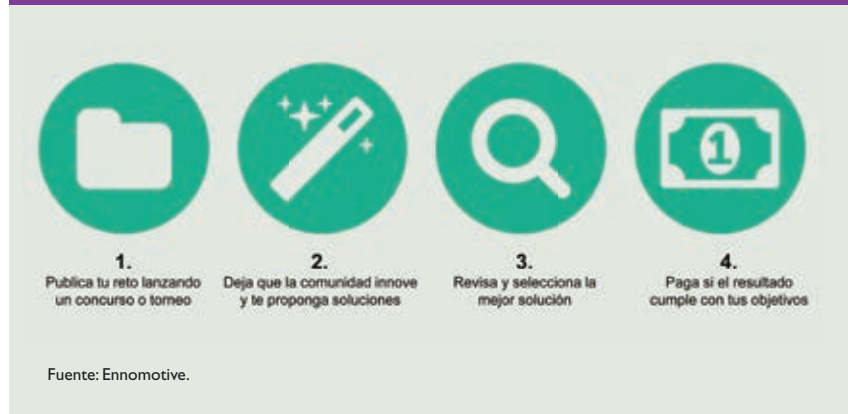 1
1.
Publica tu reto lanzando
un concurso o torneo
2.
Deja que la comunidad innove
y te proponga soluciones
3.
Revisa y selecciona la
mejor solución
4.
Paga si el resultado
cumple con tus objetivos
Fuente: Ennomotive.